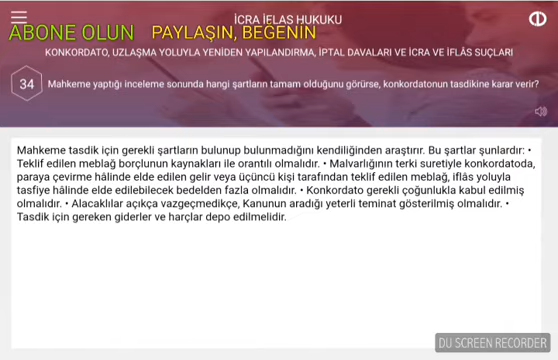 İCRA İFLAS HUKUKU
ABONE OLUN PAYLAŞIN, BEĞENİN
KONKORDATO, UZLAŞMA YOLUYLA YENİDEN YAPILANDIRMA, İPTAL DAVALARI VE İCRA VE İFLÂS SUÇLARI
34 Mahkeme yaptığı inceleme sonunda hangi şartların tamam olduğunu görürse, konkordatonun tasdikine karar verir?
Mahkeme tasdik için gerekli şartların bulunup bulunmadığını kendiliğinden araştırır. Bu şartlar şunlardır: •
Teklif edilen meblağ borçlunun kaynakları ile orantılı olmalıdır. • Malvarlığının terki suretiyle konkordatoda,
paraya çevirme hâlinde elde edilen gelir veya üçüncü kişi tarafından teklif edilen meblağ, iflâs yoluyla
tasfiye hâlinde elde edilebilecek bedelden fazla olmalıdır. • Konkordato gerekli çoğunlukla kabul edilmiş
olmalıdır. • Alacaklılar açıkça vazgeçmedikçe, Kanunun aradığı yeterli teminat gösterilmiş olmalıdır. •
Tasdik için gereken giderler ve harçlar depo edilmelidir.
DU SCREEN RECORDER